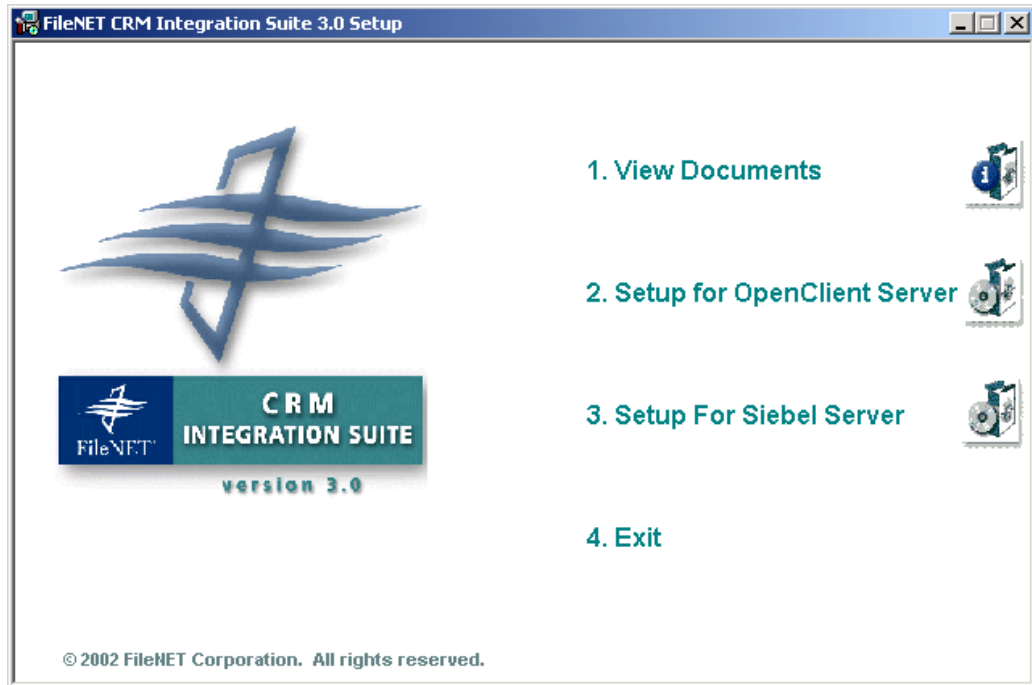 FileNET CRM Integration Suite 3.0 Setup
1. View Documents
2. Setup for OpenClient Server
3. Setup For Siebel Server
4. Exit
CRM
INTEGRATION SUITE
FileNET
version 3.0
© 2002 FileNET Corporation. All rights reserved.